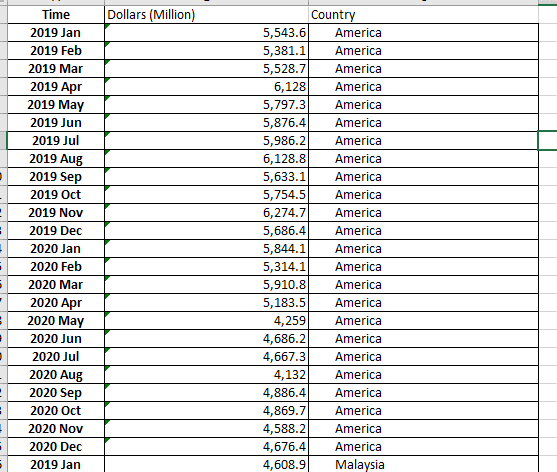 Time Dollars (Million) Country
2019 Jan 5,543.6 America
2019 Feb 5,381.1 America
2019 Mar 5,528.7 America
2019 Apr 6,128 America
2019 May 5,797.3 America
2019 Jun 5,876.4 America
2019 Jul 5,986.2 America
2019 Aug 6,128.8 America
2019 Sep 5,633.1 America
2019 Oct 5,754.5 America
2019 Nov 6,274.7 America
2019 Dec 5,686.4 America
2020 Jan 5,844.1 America
2020 Feb 5,314.1 America
2020 Mar 5,910.8 America
2020 Apr 5,183.5 America
2020 May 4,259 America
2020 Jun 4,686.2 America
2020 Jul 4,667.3 America
2020 Aug 4,132 America
2020 Sep 4,886.4 America
2020 Oct 4,869.7 America
2020 Nov 4,588.2 America
2020 Dec 4,676.4 America
2019 Jan 4,608.9 Malaysia